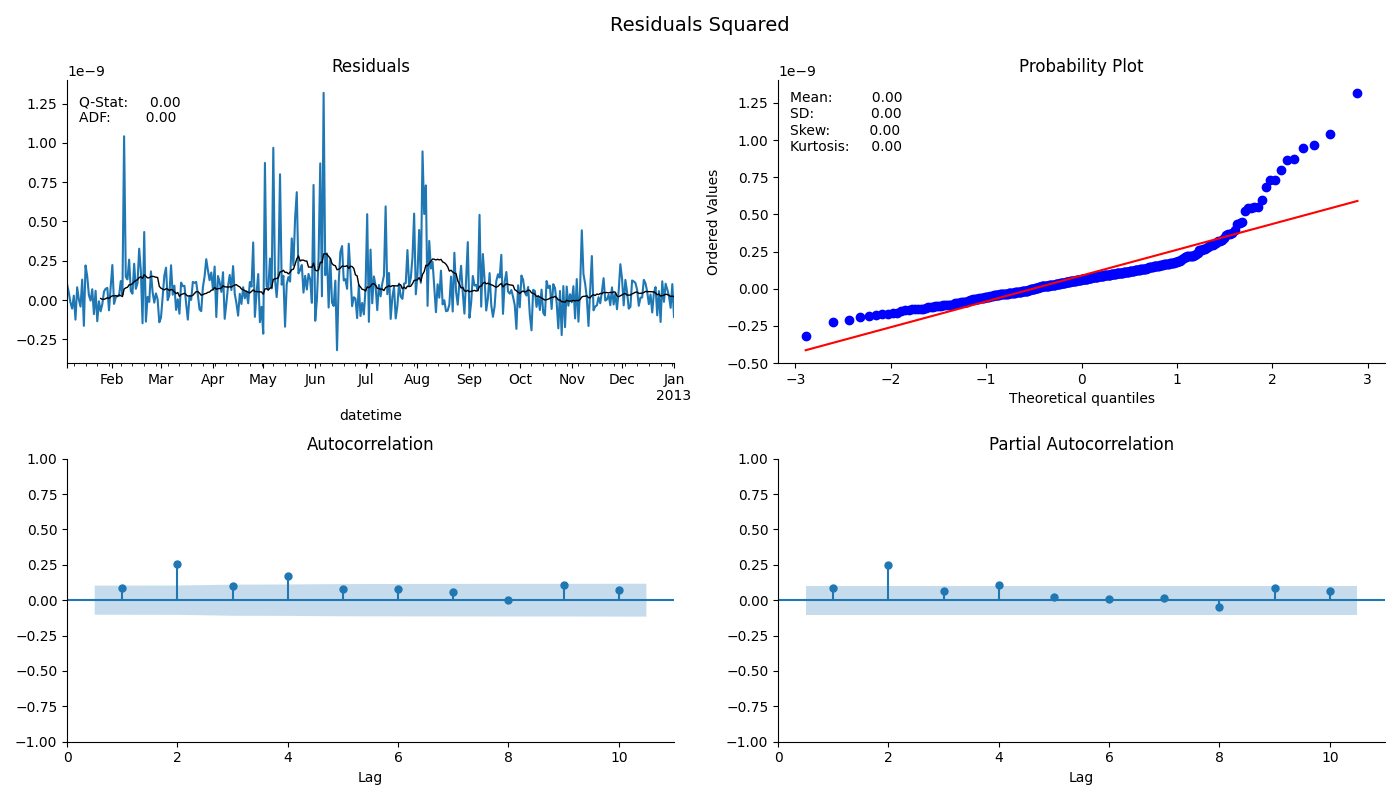 Residuals Squared
Residuals
1e−9
Q-Stat: 0.00
ADF: 0.00
1.25
1.00
0.75
0.50
0.25
0.00
−0.25
Feb Mar Apr May Jun Jul Aug Sep Oct Nov Dec Jan
2013
datetime
Probability Plot
1e−9
Mean: 0.00
SD: 0.00
Skew: 0.00
Kurtosis: 0.00
Ordered Values
1.25
1.00
0.75
0.50
0.25
0.00
−0.25
−0.50
−3 −2 −1 0 1 2 3
Theoretical quantiles
Autocorrelation
1.00
0.75
0.50
0.25
0.00
−0.25
−0.50
−0.75
−1.00
0 2 4 6 8 10
Lag
Partial Autocorrelation
1.00
0.75
0.50
0.25
0.00
−0.25
−0.50
−0.75
−1.00
0 2 4 6 8 10
Lag